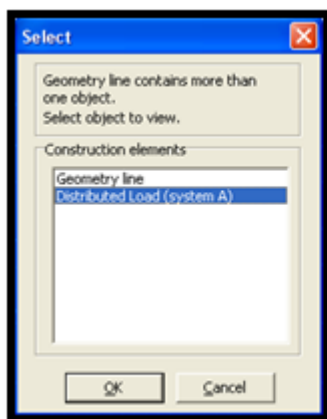 Select
Geometry line contains more than
one object.
Select object to view.
Construction elements
Geometry line
Distributed Load (system A)
OK
Cancel